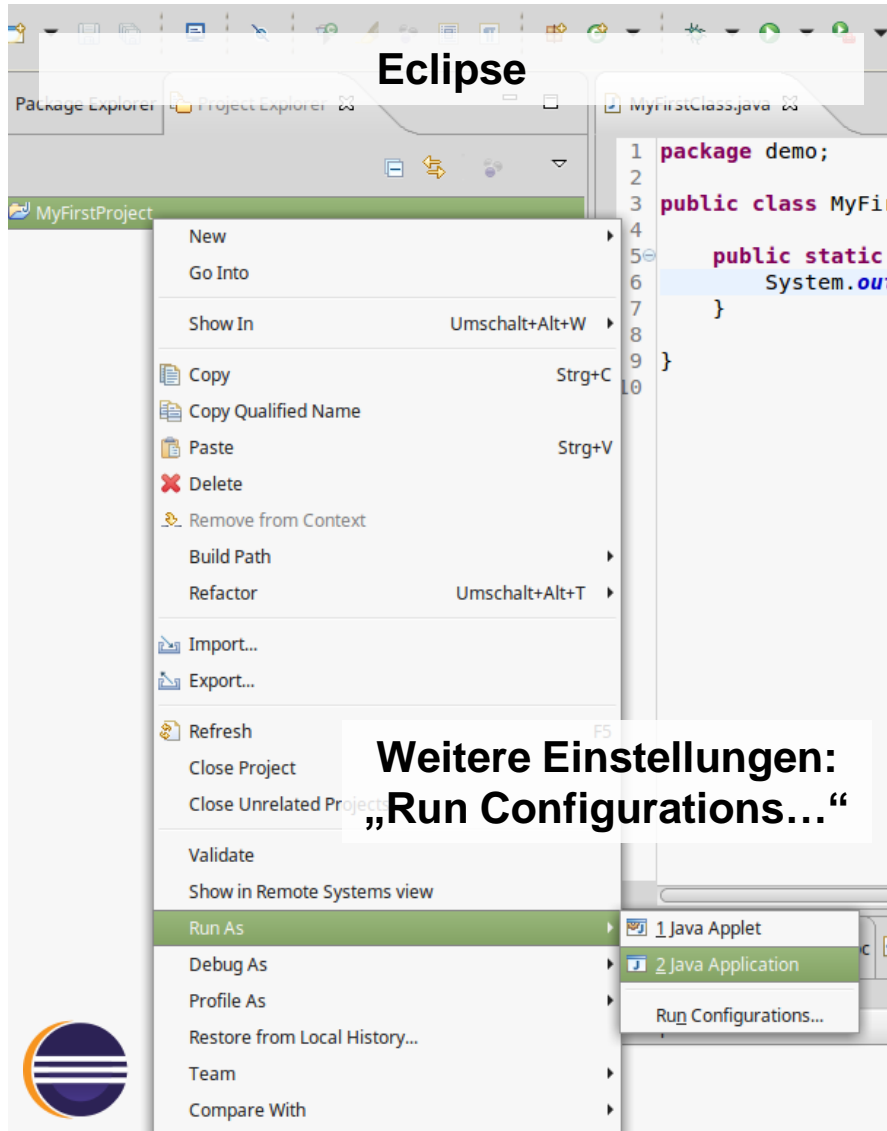 Eclipse
Package Explorer
Project Explorer
MyFirstClass.java
1 package demo;
2
3 public class MyFi
4
5 public static
6 System.out
7 }
8
9 }
10
MyFirstProject
New
Go Into
Show In Umschalt+Alt+W
Copy Strg+C
Copy Qualified Name
Paste Strg+V
Delete
Remove from Context
Build Path
Refactor Umschalt+Alt+T
Import...
Export...
Refresh F5
Close Project
Close Unrelated Projects
Weitere Einstellungen:
„Run Configurations…“
Validate
Show in Remote Systems view
Run As
1 Java Applet
2 Java Application
Run Configurations...
Debug As
Profile As
Restore from Local History...
Team
Compare With